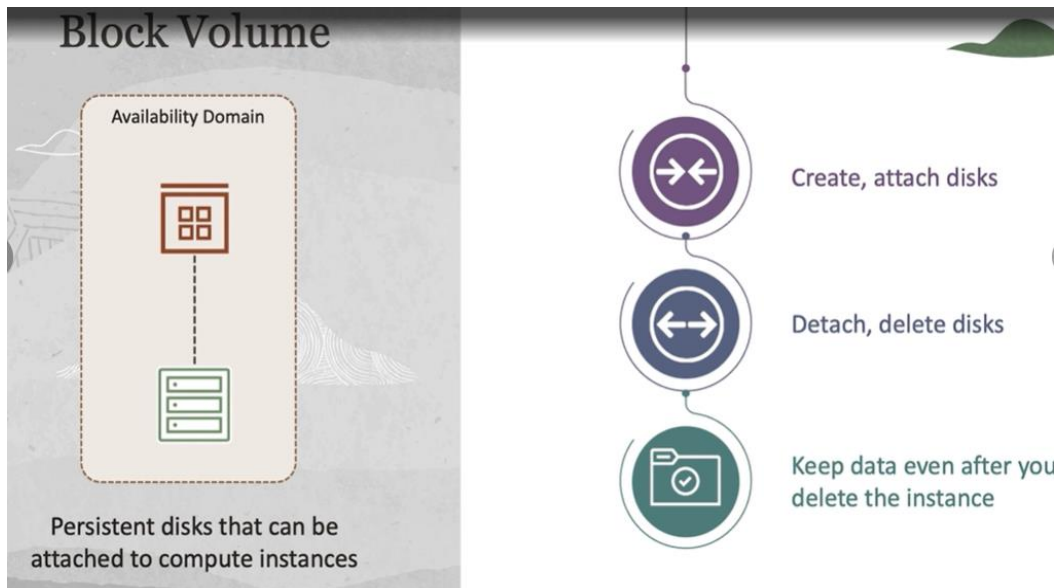 Block Volume
Availability Domain
Persistent disks that can be
attached to compute instances
Create, attach disks
Detach, delete disks
Keep data even after you
delete the instance